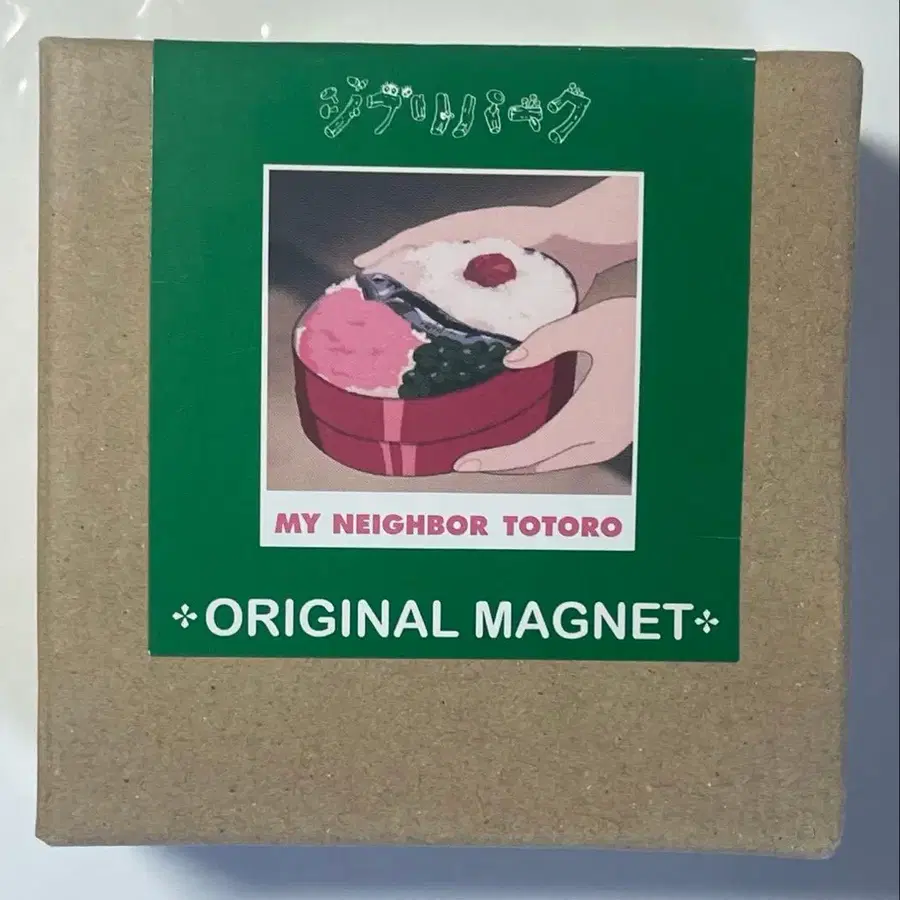 ジブリパーク
MY NEIGHBOR TOTORO
ORIGINAL MAGNET